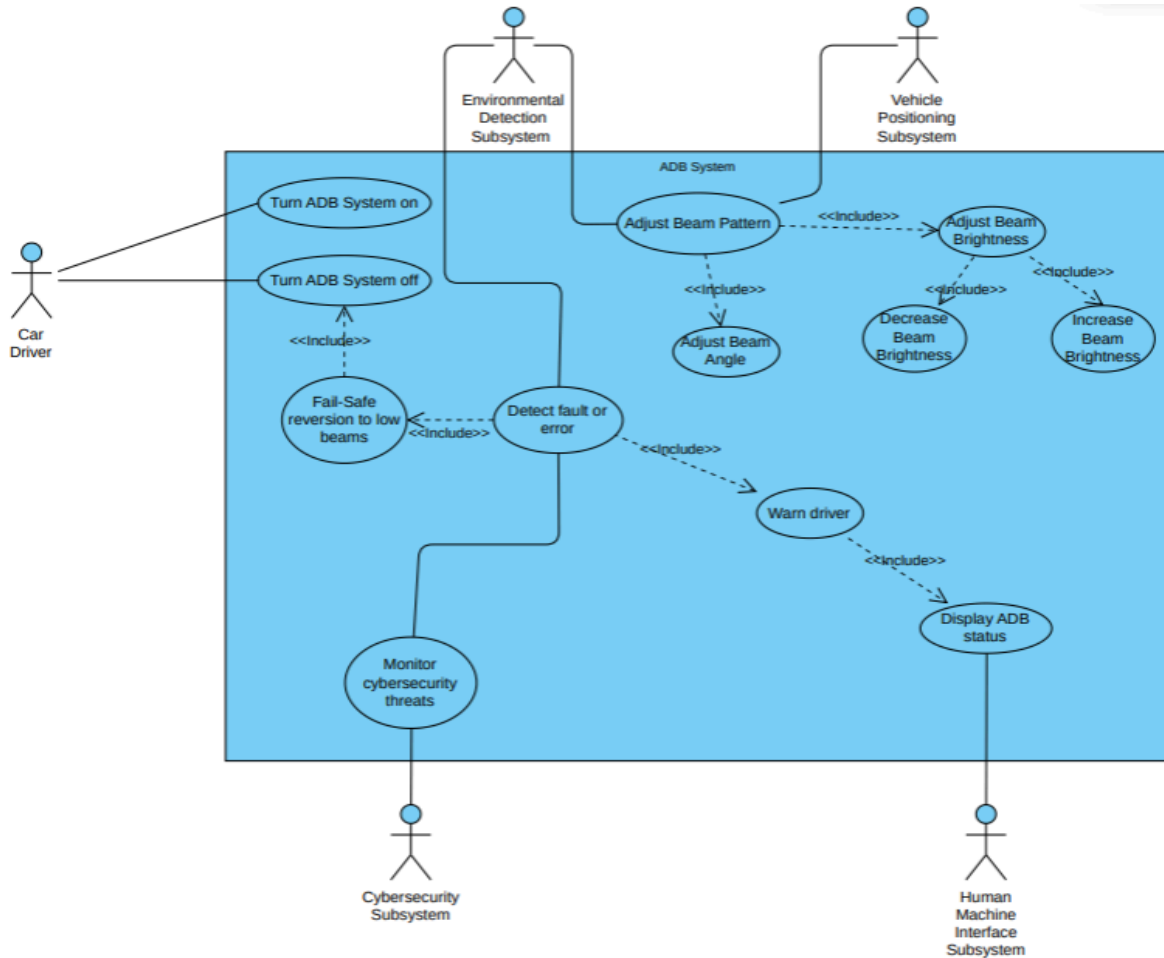 Environmental
Detection
Subsystem
Vehicle
Positioning
Subsystem
ADB System
Turn ADB System on
Adjust Beam Pattern
<<Include>>
Adjust Beam
Brightness
Turn ADB System off
<<Include>>
<<Include>>
<<Include>>
Car
Driver
<<Include>>
Adjust Beam
Angle
Decrease
Beam
Brightness
Increase
Beam
Brightness
Fail-Safe
reversion to low
beams
<<Include>>
Detect fault or
error
<<Include>>
Warn driver
<<Include>>
Display ADB
status
Monitor
cybersecurity
threats
Cybersecurity
Subsystem
Human
Machine
Interface
Subsystem